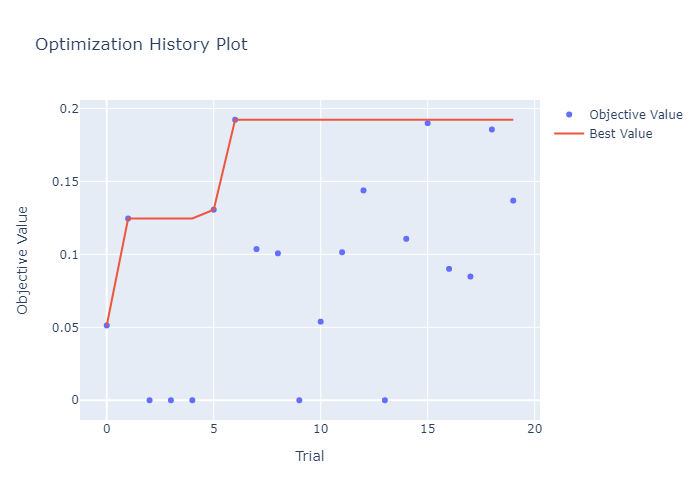 Optimization History Plot
Objective Value
Best Value
0.2
0.15
0.1
0.05
0
Objective Value
0
5
10
15
20
Trial